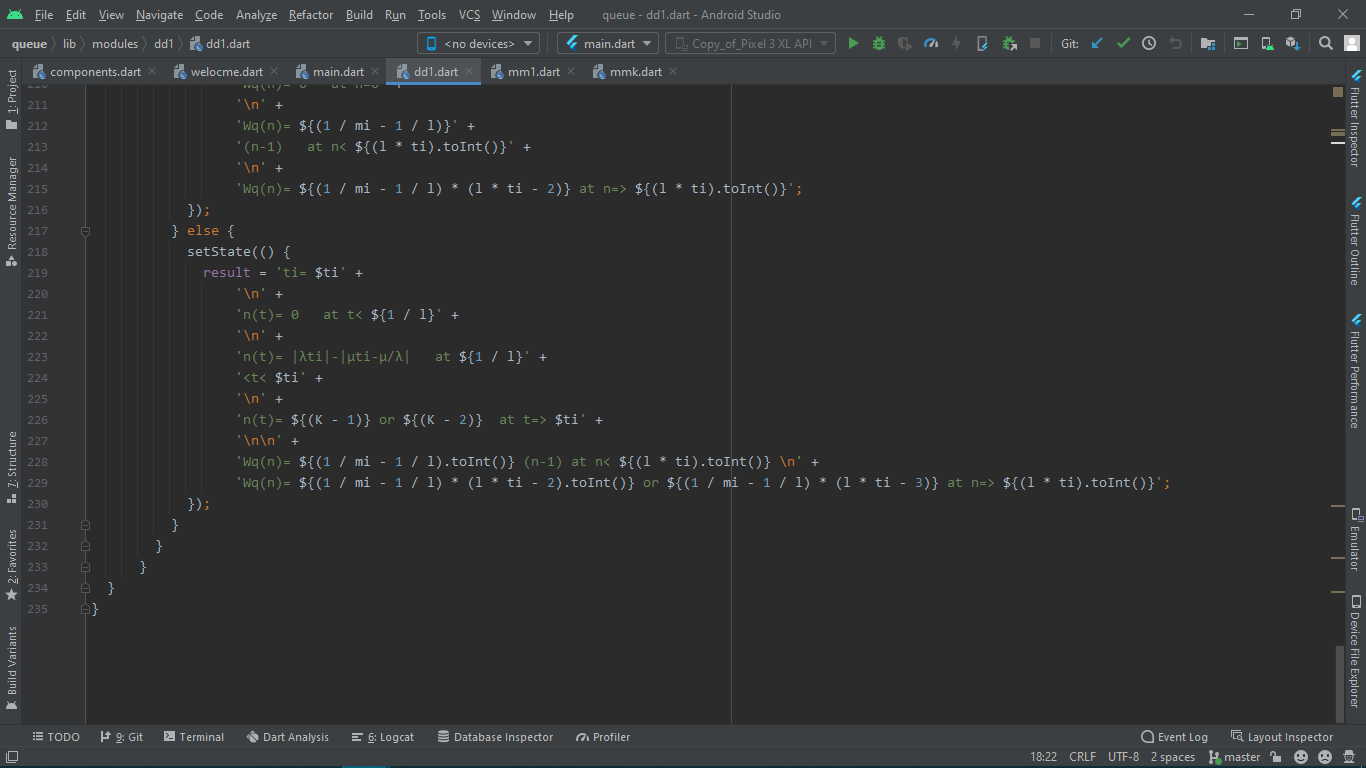 File Edit View Navigate Code Analyze Refactor Build Run Tools VCS Window Help queue - dd1.dart - Android Studio
queue lib modules dd1 dd1.dart <no devices> main.dart Copy_of_Pixel 3 XL API Git:
components.dart welocme.dart main.dart dd1.dart mm1.dart mmk.dart
210 'Wq(n)= 0   at n=0' +
211 '\n' +
212 'Wq(n)= ${(1 / mi - 1 / l)}' +
213 '(n-1)   at n< ${(l * ti).toInt()}' +
214 '\n' +
215 'Wq(n)= ${(1 / mi - 1 / l) * (l * ti - 2)} at n=> ${(l * ti).toInt()}';
216 });
217 } else {
218 setState(() {
219 result = 'ti= $ti' +
220 '\n' +
221 'n(t)= 0   at t< ${1 / l}' +
222 '\n' +
223 'n(t)= |λti|-|μti-μ/λ|   at ${1 / l}' +
224 '<t< $ti' +
225 '\n' +
226 'n(t)= ${(K - 1)} or ${(K - 2)}  at t=> $ti' +
227 '\n\n' +
228 'Wq(n)= ${(1 / mi - 1 / l).toInt()} (n-1) at n< ${(l * ti).toInt()} \n' +
229 'Wq(n)= ${(1 / mi - 1 / l) * (l * ti - 2).toInt()} or ${(1 / mi - 1 / l) * (l * ti - 3)} at n=> ${(l * ti).toInt()}';
230 });
231 }
232 }
233 }
234 }
235 }
1: Project
Resource Manager
7: Structure
2: Favorites
Build Variants
Flutter Inspector
Flutter Outline
Flutter Performance
Emulator
Device File Explorer
TODO 9: Git Terminal Dart Analysis 6: Logcat Database Inspector Profiler Event Log Layout Inspector
18:22 CRLF UTF-8 2 spaces master